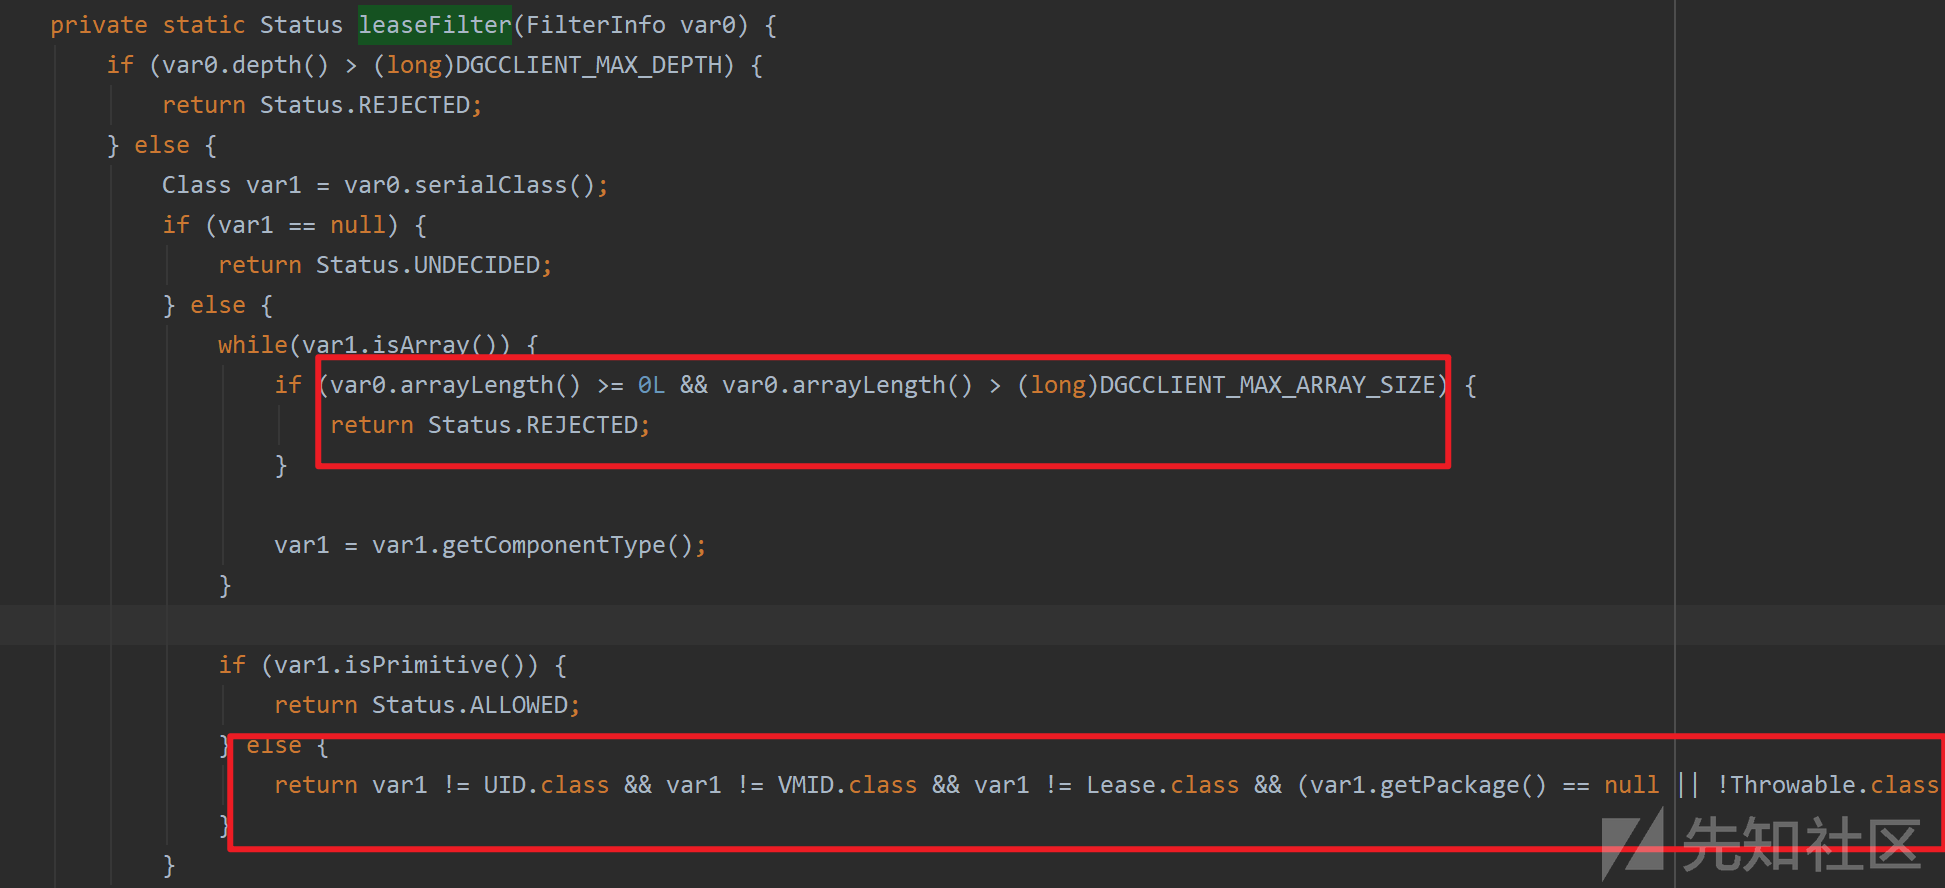 private static Status leaseFilter(FilterInfo var0) {
if (var0.depth() > (long)DGCCLIENT_MAX_DEPTH) {
return Status.REJECTED;
} else {
Class var1 = var0.serialClass();
if (var1 == null) {
return Status.UNDECIDED;
} else {
while(var1.isArray()) {
if (var0.arrayLength() >= 0L && var0.arrayLength() > (long)DGCCLIENT_MAX_ARRAY_SIZE) {
return Status.REJECTED;
}
var1 = var1.getComponentType();
}
if (var1.isPrimitive()) {
return Status.ALLOWED;
} else {
return var1 != UID.class && var1 != VMID.class && var1 != Lease.class && (var1.getPackage() == null || !Throwable.class
}
}
先知社区